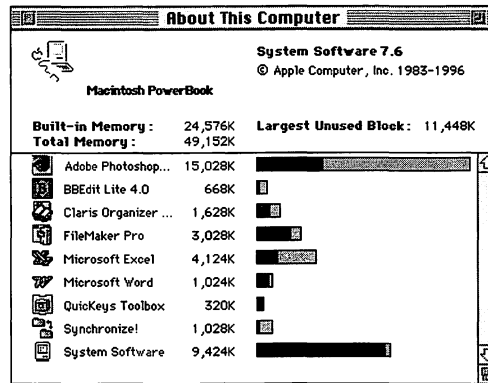 About This Computer
System Software 7.6
© Apple Computer, Inc. 1983-1996
Macintosh PowerBook
Built-in Memory: 24,576K Largest Unused Block: 11,448K
Total Memory: 49,152K
Adobe Photoshop... 15,028K
BBEdit Lite 4.0 668K
Claris Organizer ... 1,628K
FileMaker Pro 3,028K
Microsoft Excel 4,124K
Microsoft Word 1,024K
QuicKeys Toolbox 320K
Synchronize! 1,028K
System Software 9,424K